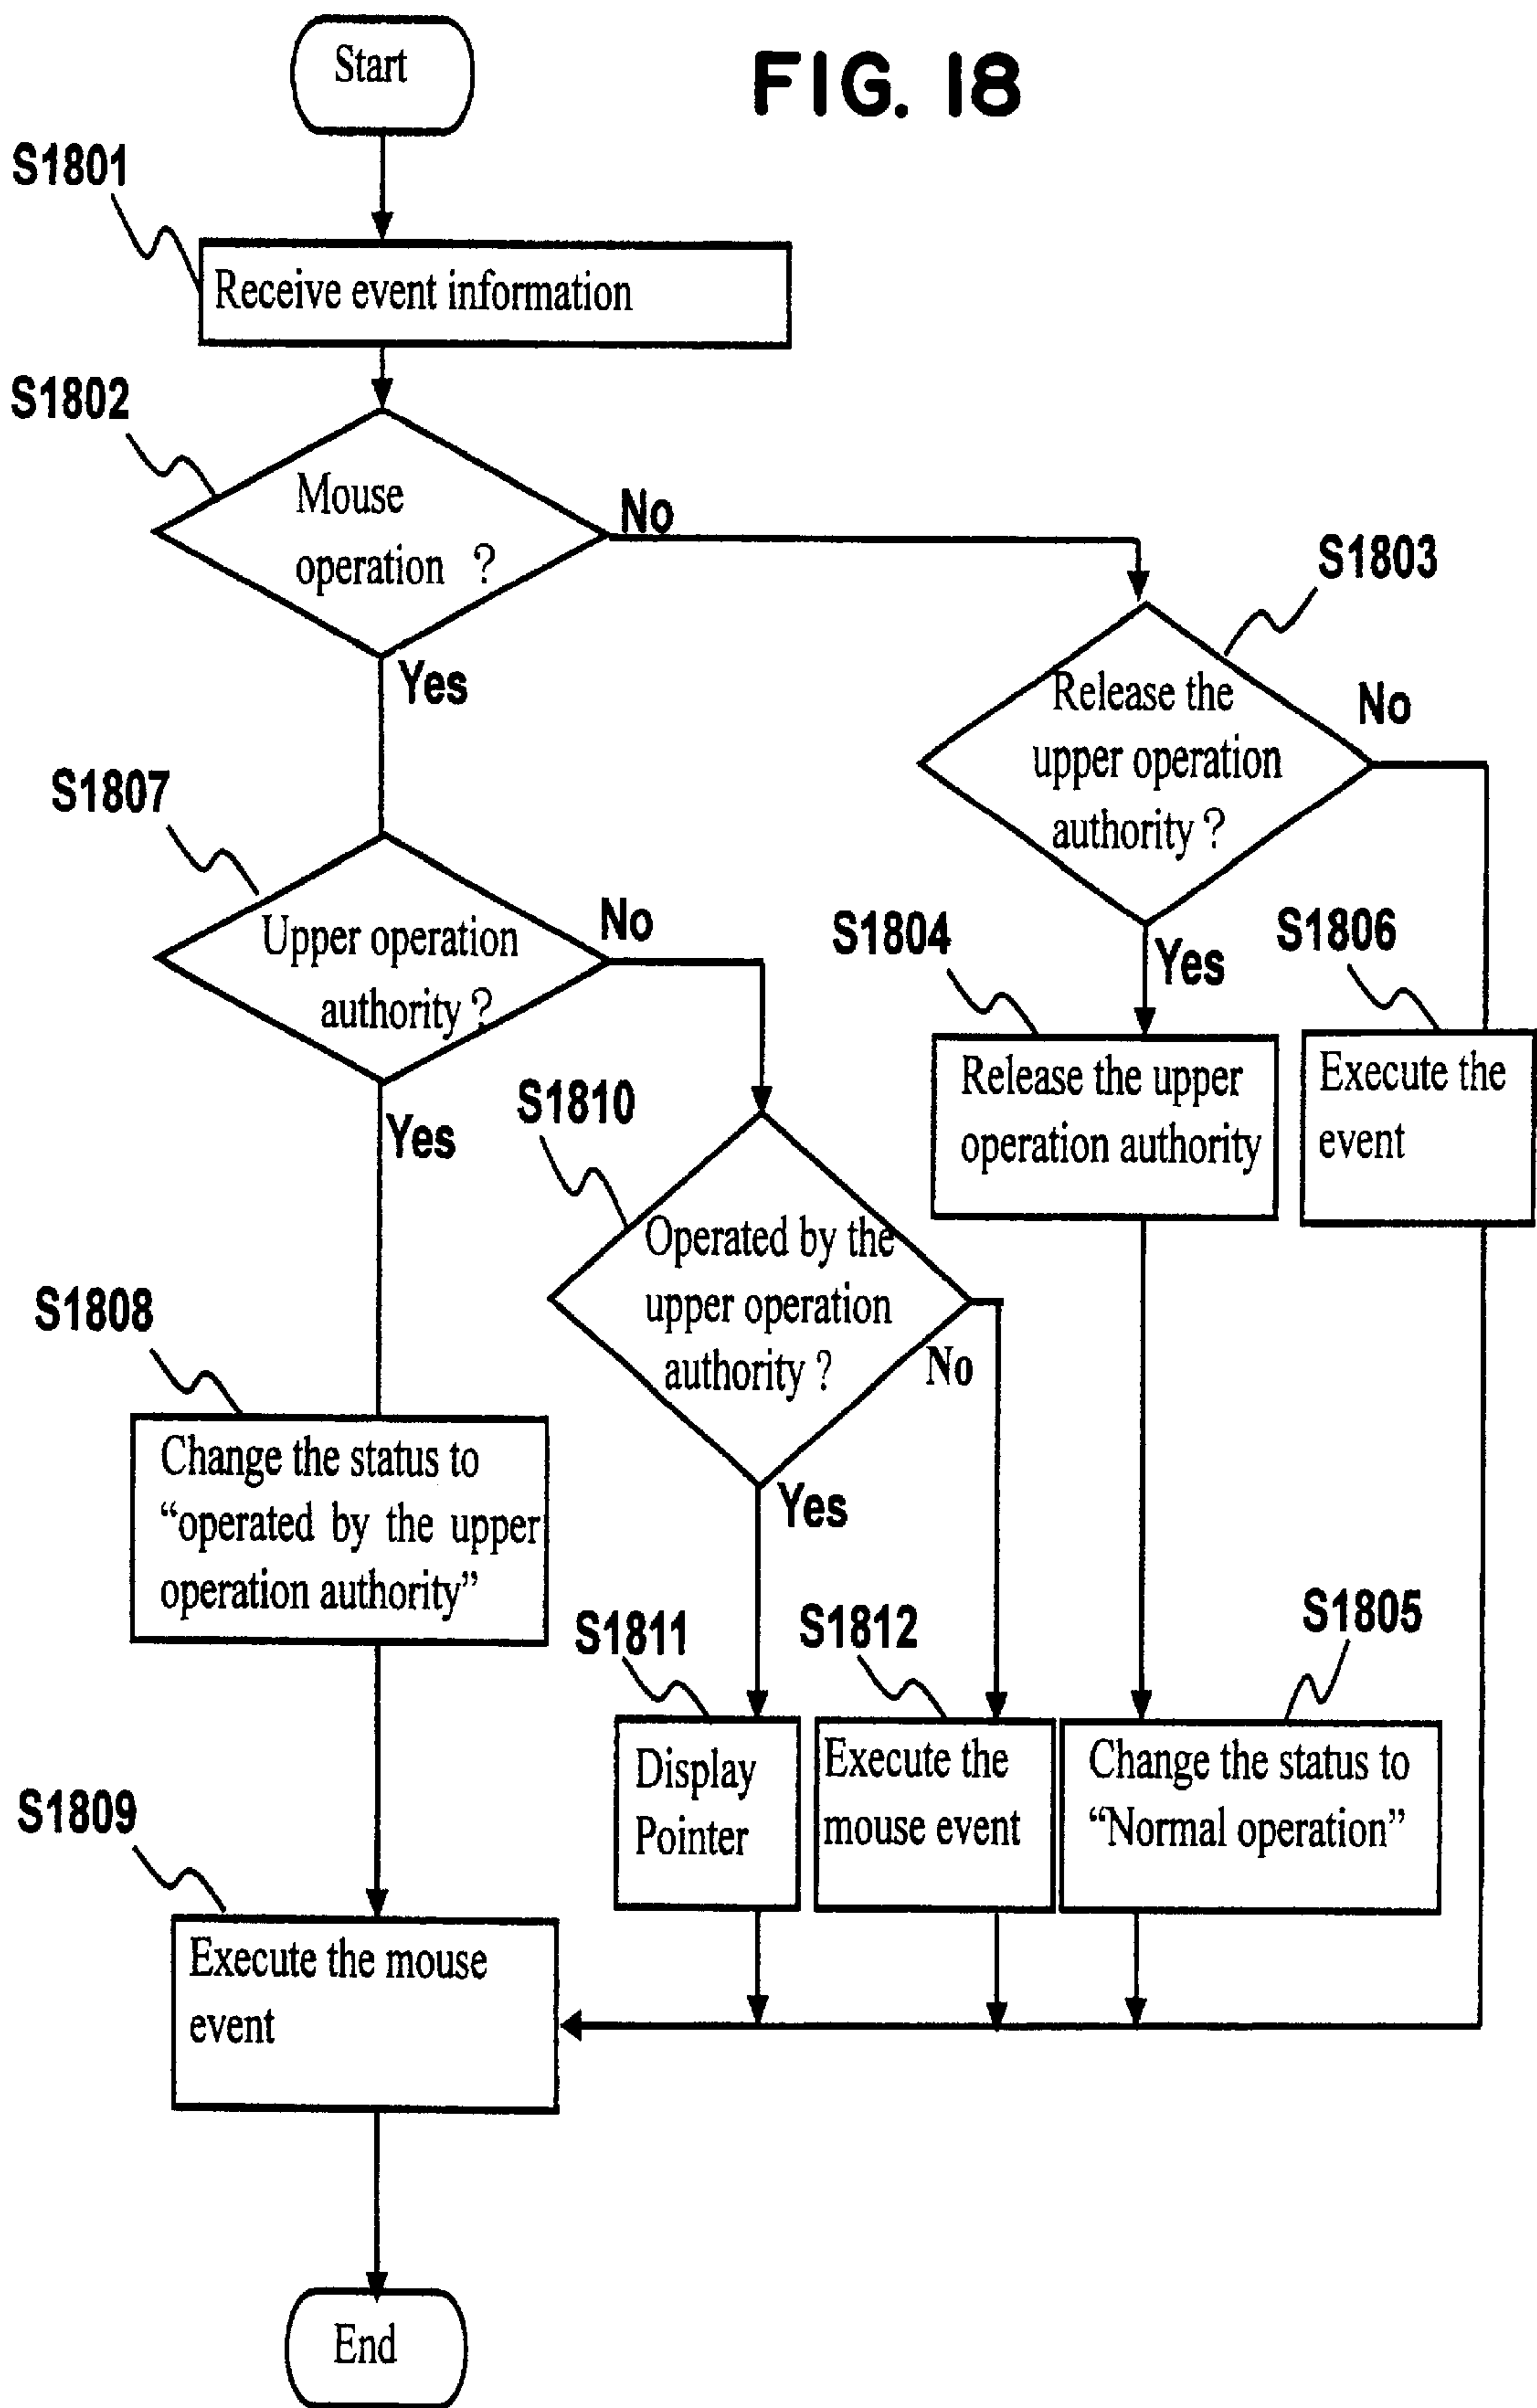 Start
FIG. 18
S1801
Receive event information
S1802
Mouse
operation ?
No
Yes
S1803
Release the
upper operation
authority ?
No
Yes
S1807
Upper operation
authority ?
No
Yes
S1804
Release the upper
operation authority
S1806
Execute the
event
S1810
Operated by the
upper operation
authority ?
No
Yes
S1808
Change the status to
“operated by the upper
operation authority”
S1811
Display
Pointer
S1812
Execute the
mouse event
S1805
Change the status to
“Normal operation”
S1809
Execute the mouse
event
End